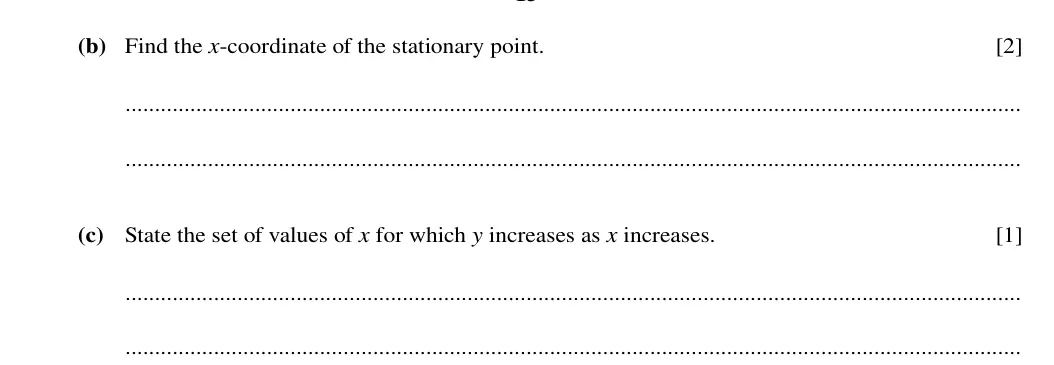 (b) Find the x-coordinate of the stationary point. [2]
(c) State the set of values of x for which y increases as x increases. [1]